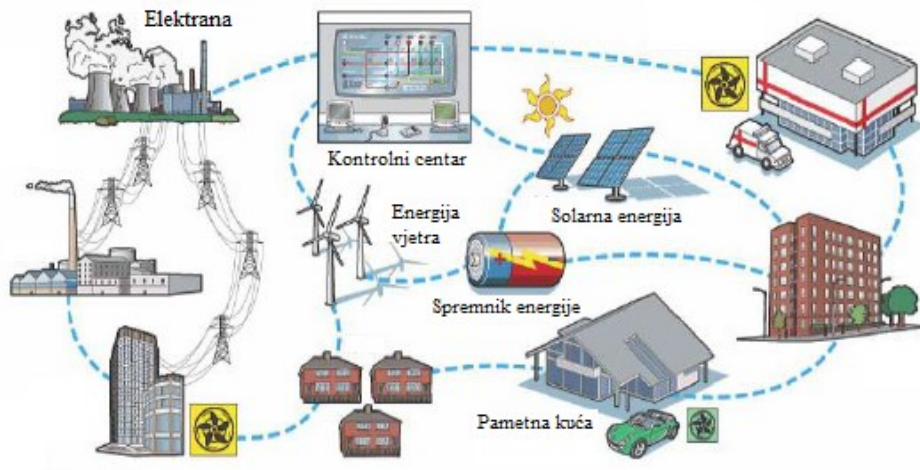 Elektrana
Kontrolni centar
Energija
vjetra
Solarna energija
Spremnik energije
Pametna kuća